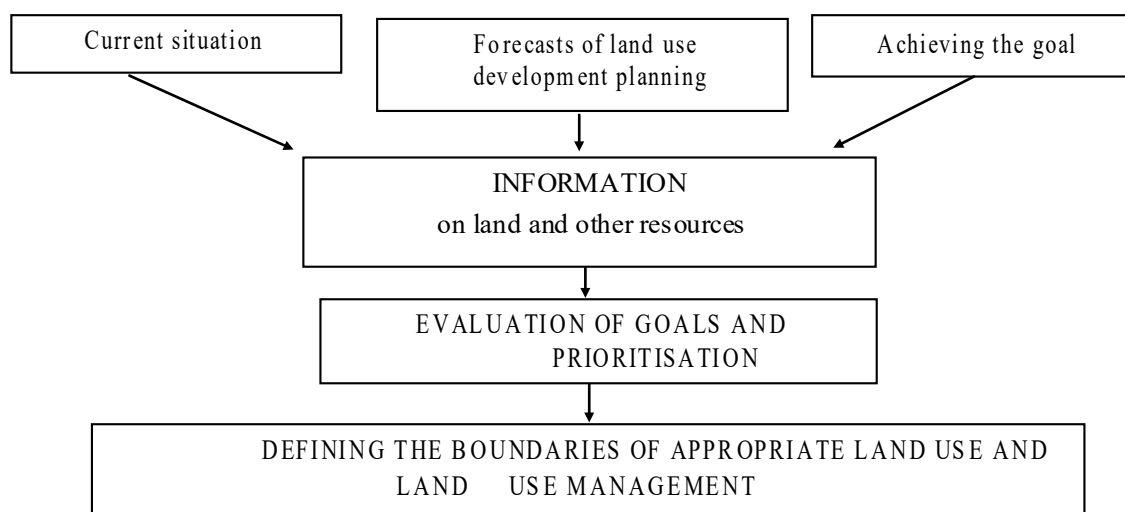 Current situation
Forecasts of land use
development planning
Achieving the goal
INFORMATION
on land and other resources
EVALUATION OF GOALS AND
PRIORITISATION
DEFINING THE BOUNDARIES OF APPROPRIATE LAND USE AND
LAND USE MANAGEMENT